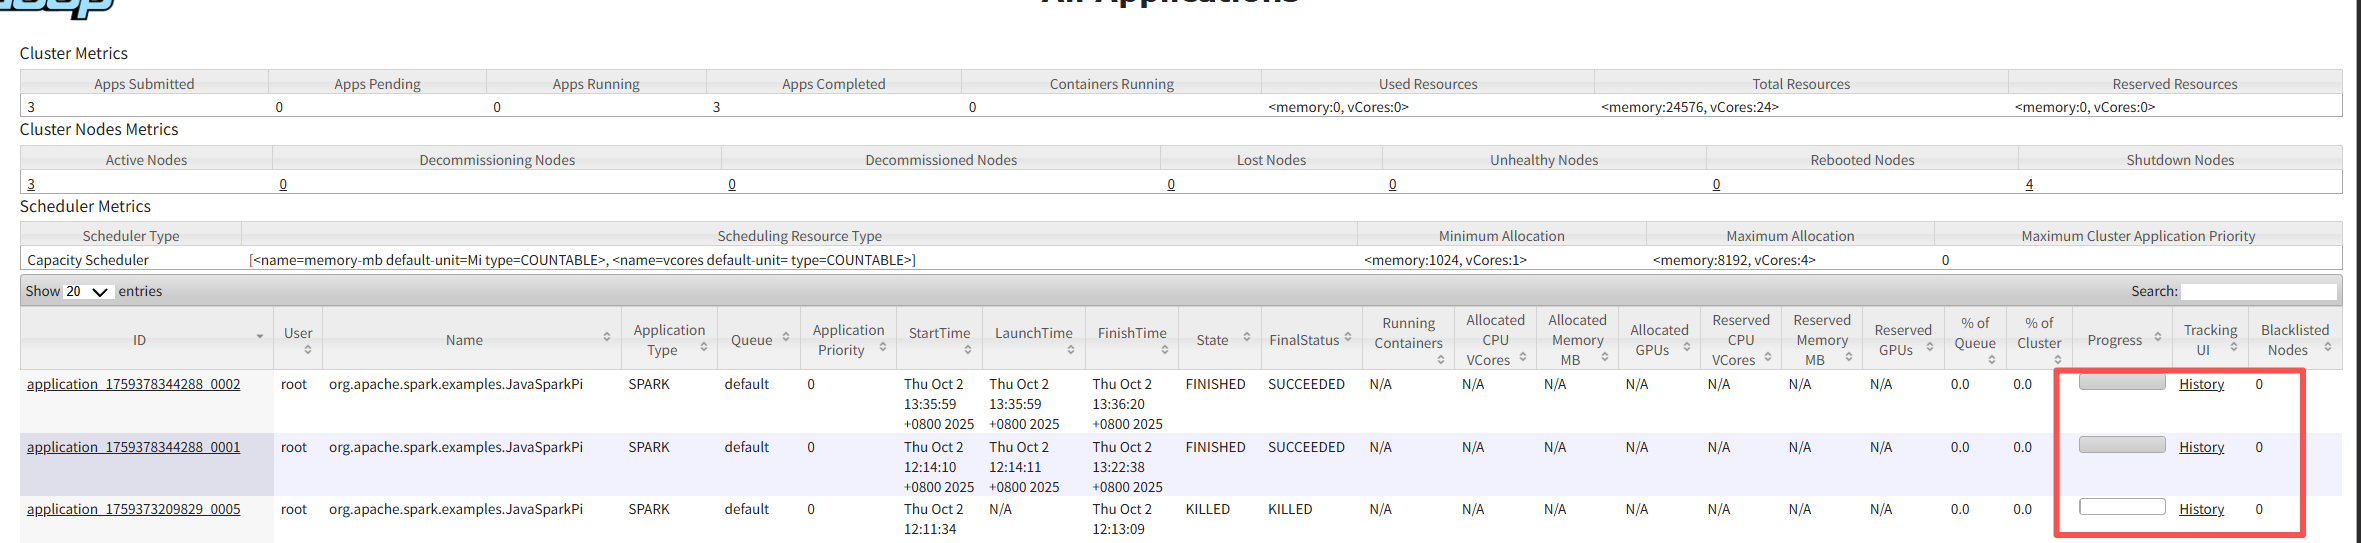 All Applications
Cluster Metrics
Apps Submitted Apps Pending Apps Running Apps Completed Containers Running Used Resources Total Resources Reserved Resources
3 0 0 3 0 <memory:0, vCores:0> <memory:24576, vCores:24> <memory:0, vCores:0>
Cluster Nodes Metrics
Active Nodes Decommissioning Nodes Decommissioned Nodes Lost Nodes Unhealthy Nodes Rebooted Nodes Shutdown Nodes
3 0 0 0 0 0 4
Scheduler Metrics
Scheduler Type Scheduling Resource Type Minimum Allocation Maximum Allocation Maximum Cluster Application Priority
Capacity Scheduler [<name=memory-mb default-unit=Mi type=COUNTABLE>, <name=vcores default-unit= type=COUNTABLE>] <memory:1024, vCores:1> <memory:8192, vCores:4> 0
Show 20 entries Search:
ID User Name Application Type Queue Application Priority StartTime LaunchTime FinishTime State FinalStatus Running Containers Allocated CPU VCores Allocated Memory MB Allocated GPUs Reserved CPU VCores Reserved Memory MB Reserved GPUs % of Queue % of Cluster Progress Tracking UI Blacklisted Nodes
application_1759378344288_0002 root org.apache.spark.examples.JavaSparkPi SPARK default 0 Thu Oct 2 Thu Oct 2 Thu Oct 2 FINISHED SUCCEEDED N/A N/A N/A N/A N/A N/A N/A 0.0 0.0 History 0
13:35:59 13:35:59 13:36:20
+0800 2025 +0800 2025 +0800 2025
application_1759378344288_0001 root org.apache.spark.examples.JavaSparkPi SPARK default 0 Thu Oct 2 Thu Oct 2 Thu Oct 2 FINISHED SUCCEEDED N/A N/A N/A N/A N/A N/A N/A 0.0 0.0 History 0
12:14:10 12:14:11 13:22:38
+0800 2025 +0800 2025 +0800 2025
application_1759373209829_0005 root org.apache.spark.examples.JavaSparkPi SPARK default 0 Thu Oct 2 N/A Thu Oct 2 KILLED KILLED N/A N/A N/A N/A N/A N/A N/A 0.0 0.0 History 0
12:11:34 12:13:09